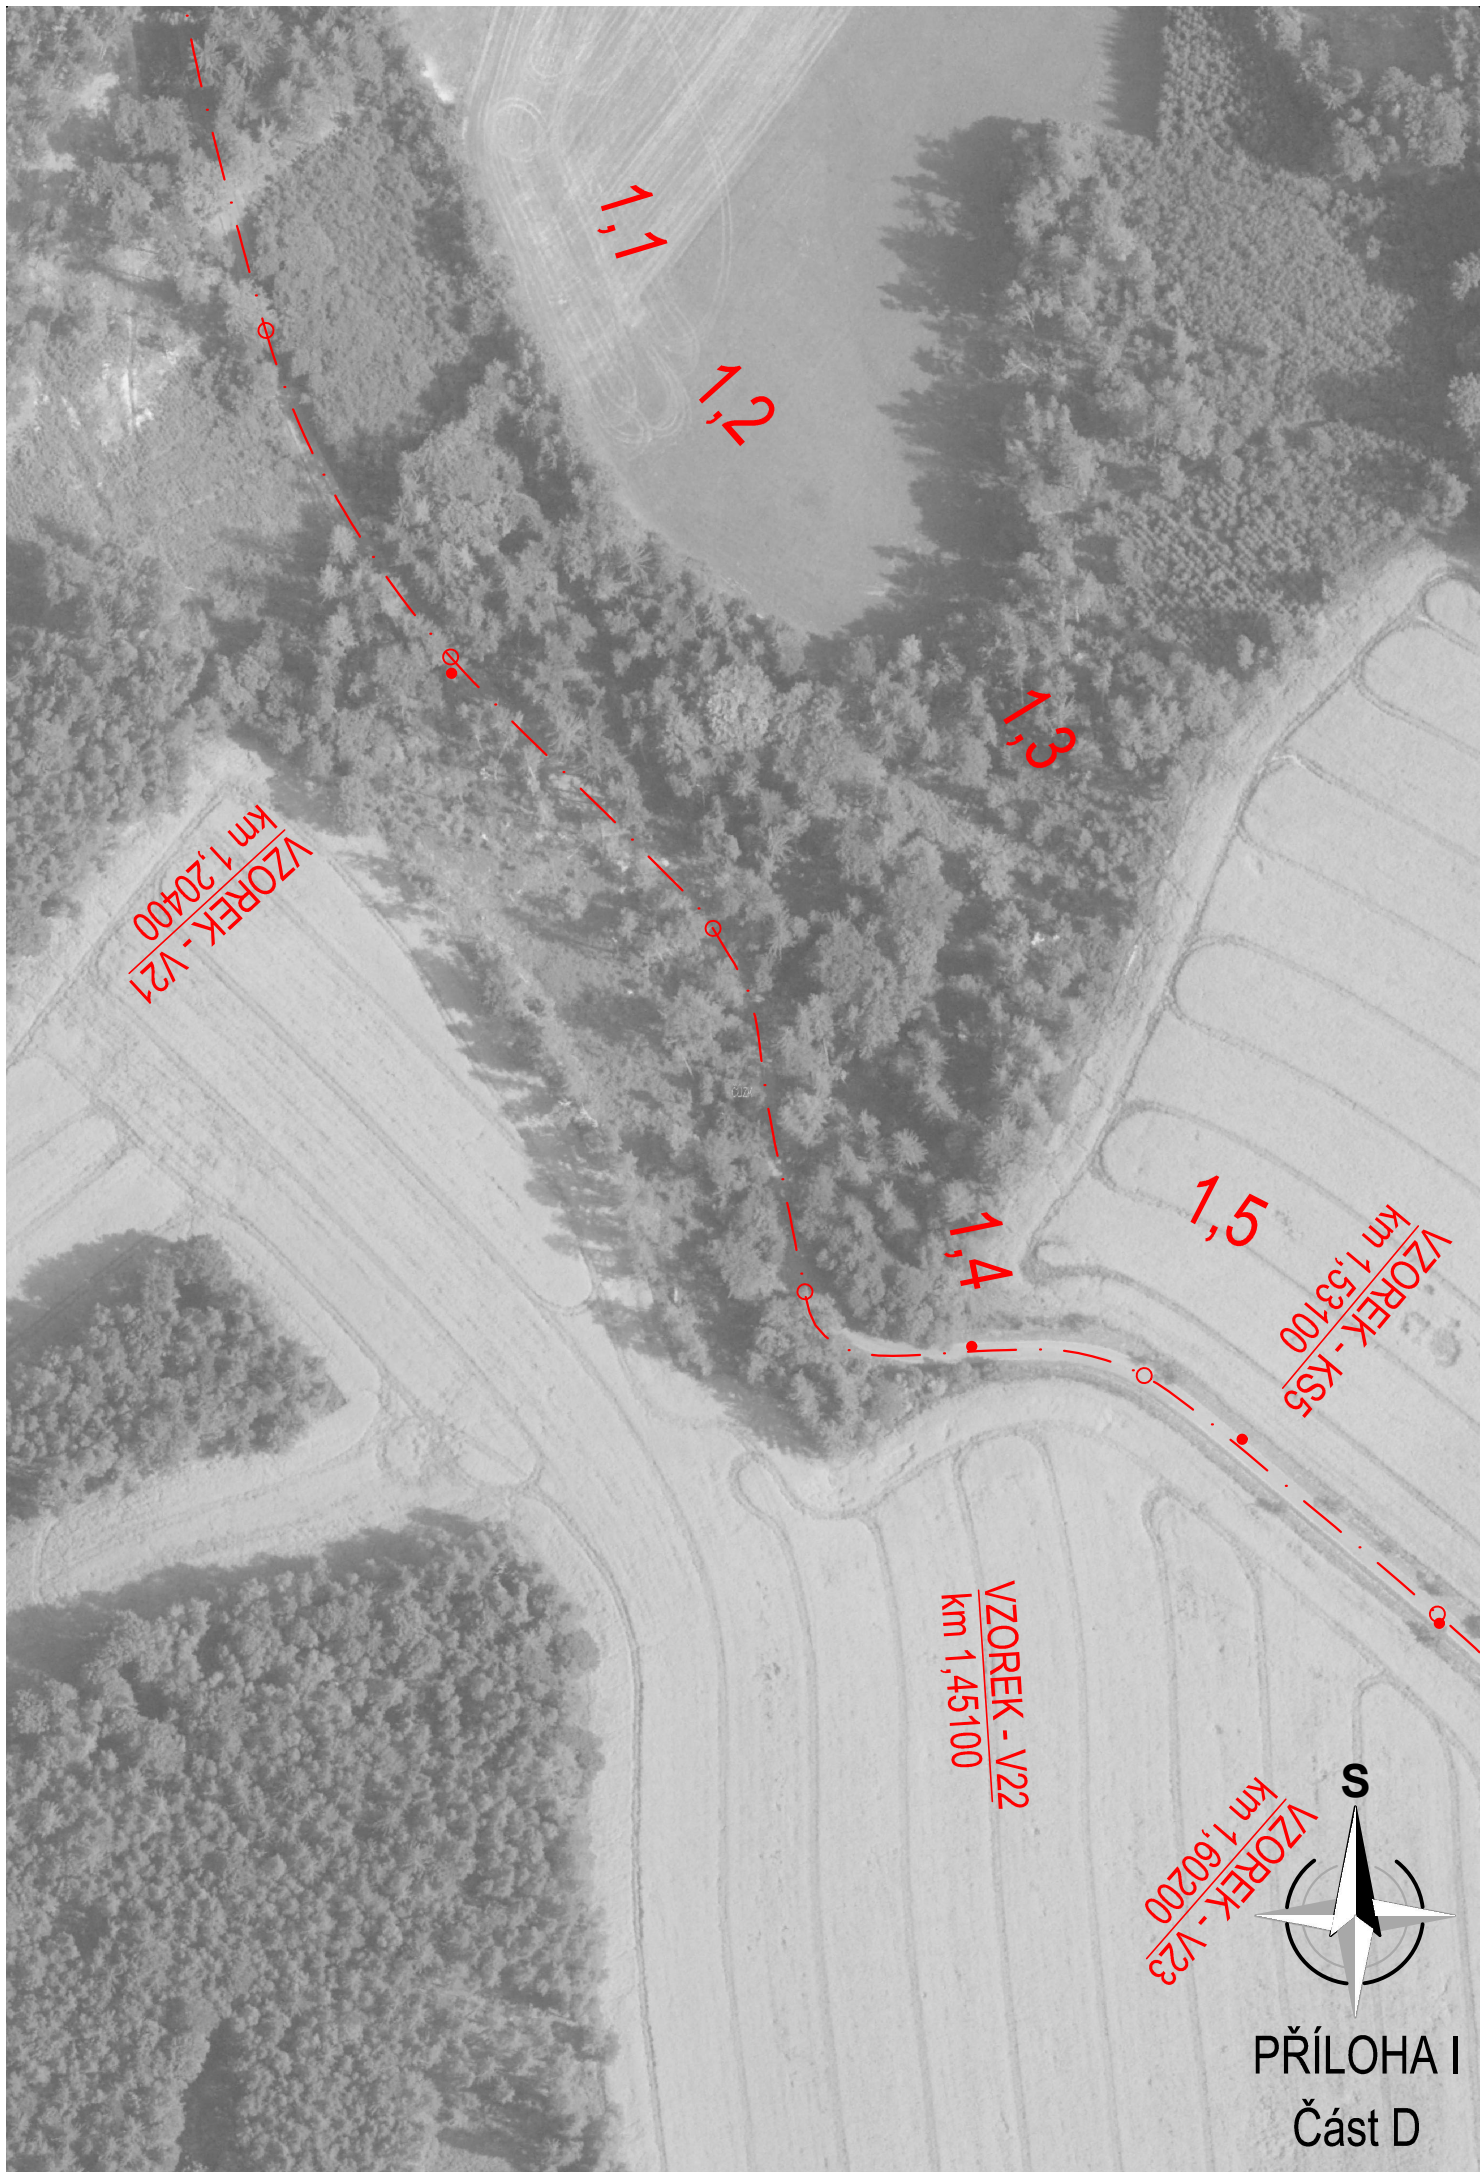 1,1
1,2
1,3
VZOREK - V21
km 1,20400
1,4
1,5
VZOREK - KS5
km 1,53100
VZOREK - V22
km 1,45100
VZOREK - V23
km 1,60200
S
PŘÍLOHA I
Část D